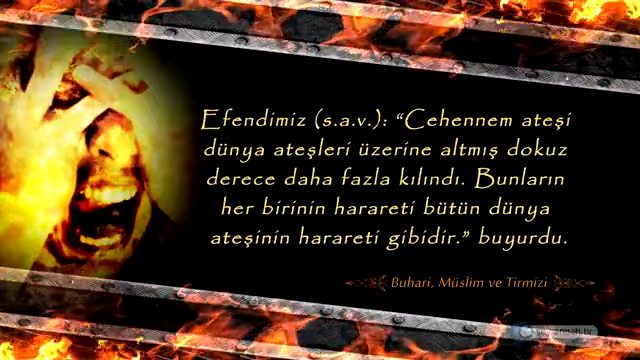 Efendimiz (s.a.v.): “Cehennem ateşi
dünya ateşleri üzerine altmış dokuz
derece daha fazla kılındı. Bunların
her birinin harareti bütün dünya
ateşinin harareti gibidir.” buyurdu.
Buhari, Müslim ve Tirmizi